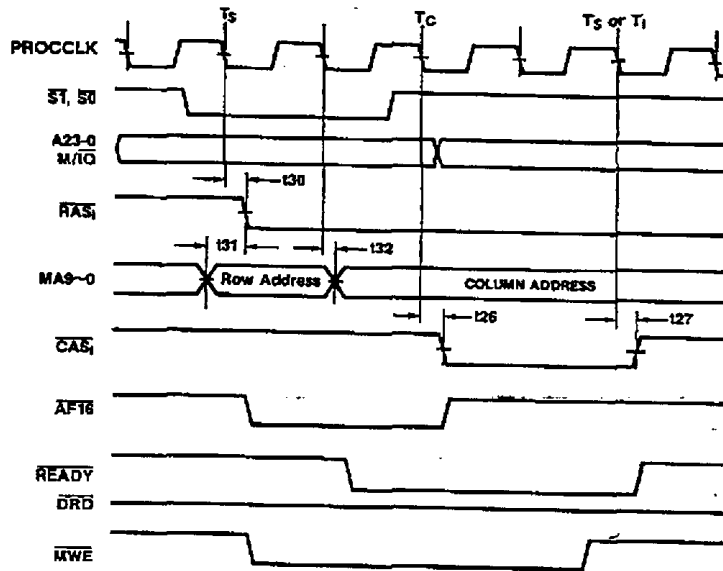 Ts Tc Ts or TI
PROCCLK
S1, S0
A23-0
M/IO
t30
RASi
t31 t32
MA9~0 Row Address COLUMN ADDRESS
t26 t27
CASi
AF16
READY
DRD
MWE